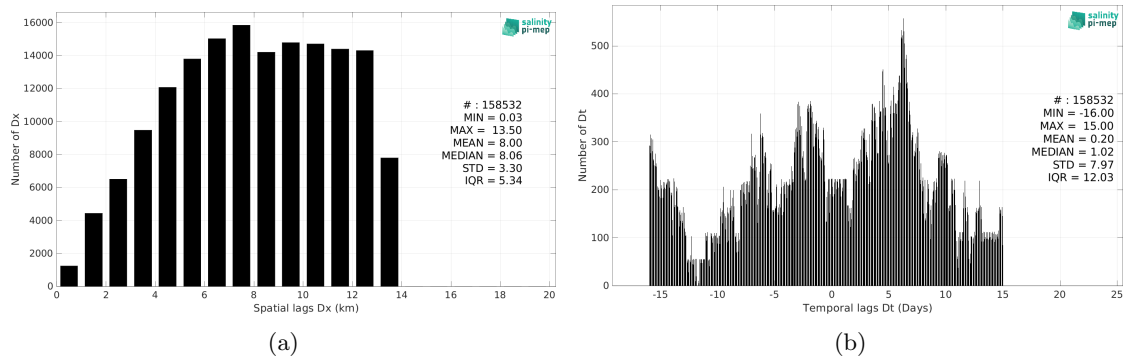 16000
14000
12000
10000
8000
6000
4000
2000
0
Number of Dx
0 2 4 6 8 10 12 14 16 18 20
Spatial lags Dx (km)
salinity
pi-mep
# : 158532
MIN = 0.03
MAX = 13.50
MEAN = 8.00
MEDIAN = 8.06
STD = 3.30
IQR = 5.34
(a)
500
400
300
200
100
0
Number of Dt
-15 -10 -5 0 5 10 15 20 25
Temporal lags Dt (Days)
salinity
pi-mep
# : 158532
MIN = -16.00
MAX = 15.00
MEAN = 0.20
MEDIAN = 1.02
STD = 7.97
IQR = 12.03
(b)